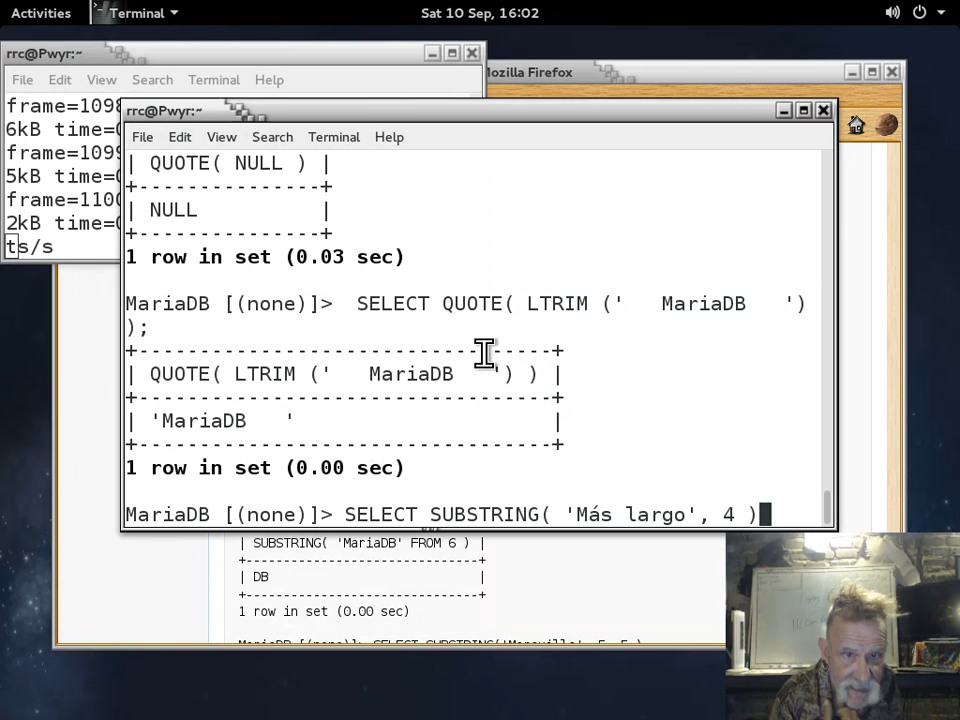 Activities Terminal Sat 10 Sep, 16:02
rrc@Pwyr:~
Mozilla Firefox
File Edit View Search Terminal Help
frame=1098
6kB time=
frame=1099
5kB time=
frame=1100
2kB time=
ts/s
rrc@Pwyr:~
File Edit View Search Terminal Help
| QUOTE( NULL ) |
+---------------+
| NULL          |
+---------------+
1 row in set (0.03 sec)
MariaDB [(none)]>  SELECT QUOTE( LTRIM ('   MariaDB   ')
);
+-----------------------------------+
| QUOTE( LTRIM ('   MariaDB   ') ) |
+-----------------------------------+
| 'MariaDB   '                      |
+-----------------------------------+
1 row in set (0.00 sec)
MariaDB [(none)]> SELECT SUBSTRING( 'Más largo', 4 )
| SUBSTRING( 'MariaDB' FROM 6 ) |
+-------------------------------+
| DB                            |
+-------------------------------+
1 row in set (0.00 sec)